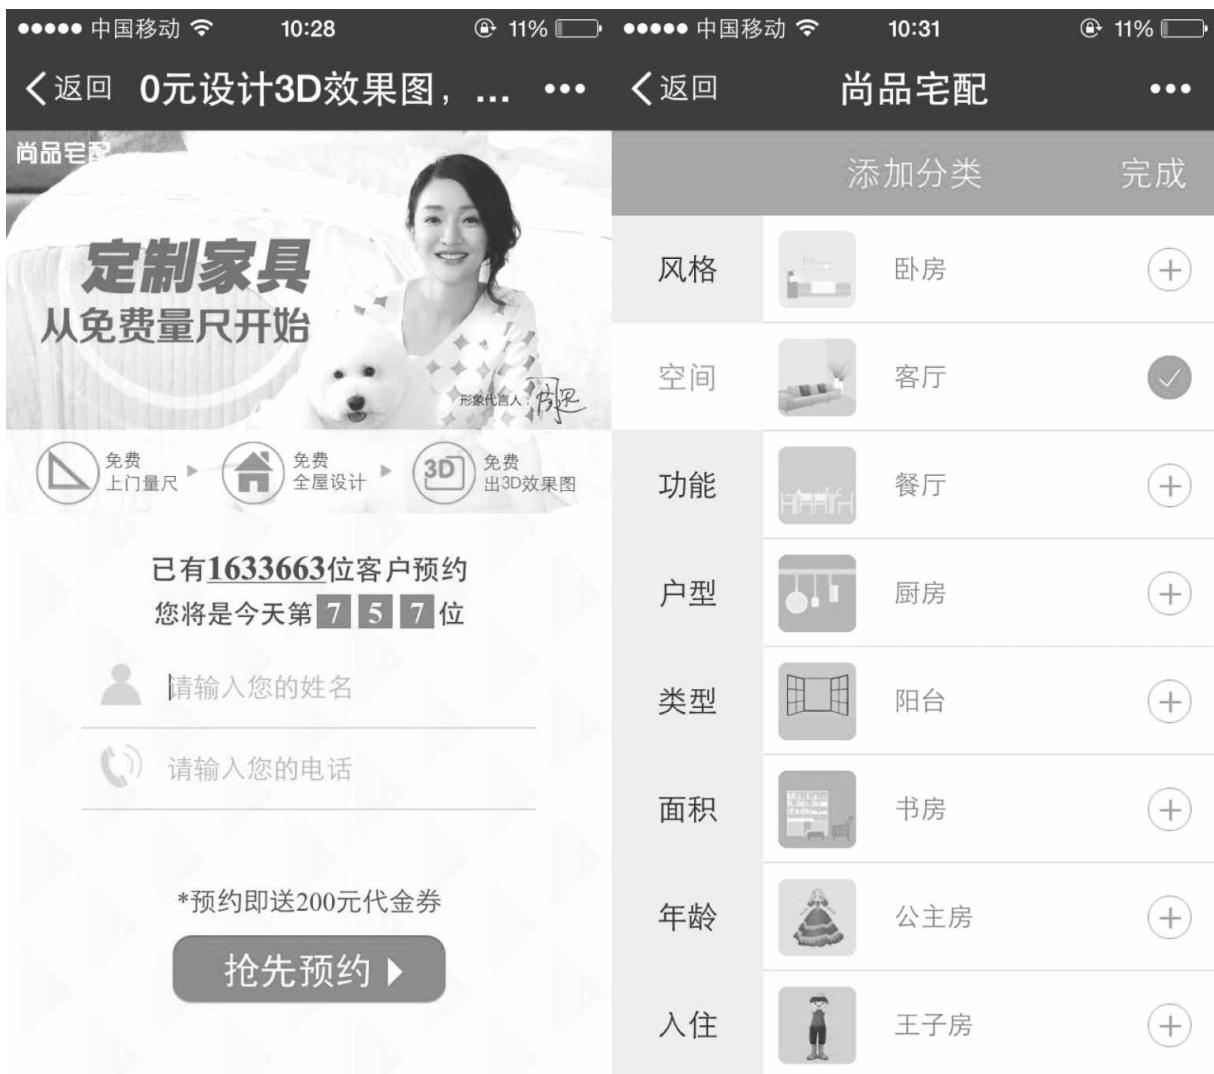 中国移动 10:28 11%
返回 0元设计3D效果图，... •••
尚品宅配
定制家具
从免费量尺开始
形象代言人：
免费
上门量尺
免费
全屋设计
3D
免费
出3D效果图
已有1633663位客户预约
您将是今天第 7 5 7 位
请输入您的姓名
请输入您的电话
*预约即送200元代金券
抢先预约
中国移动 10:31 11%
返回 尚品宅配 •••
添加分类 完成
风格 卧房
空间 客厅
功能 餐厅
户型 厨房
类型 阳台
面积 书房
年龄 公主房
入住 王子房